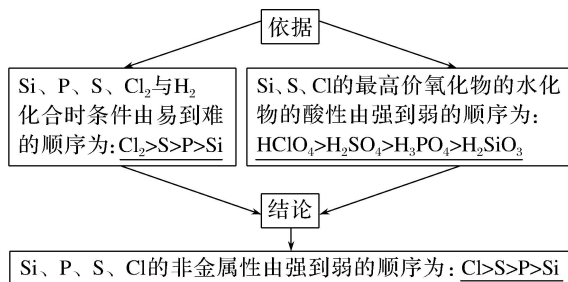 依据
Si、P、S、Cl₂与H₂
化合时条件由易到难
的顺序为:Cl₂>S>P>Si
Si、S、Cl的最高价氧化物的水化
物的酸性由强到弱的顺序为:
HClO₄>H₂SO₄>H₃PO₄>H₂SiO₃
结论
Si、P、S、Cl的非金属性由强到弱的顺序为:Cl>S>P>Si